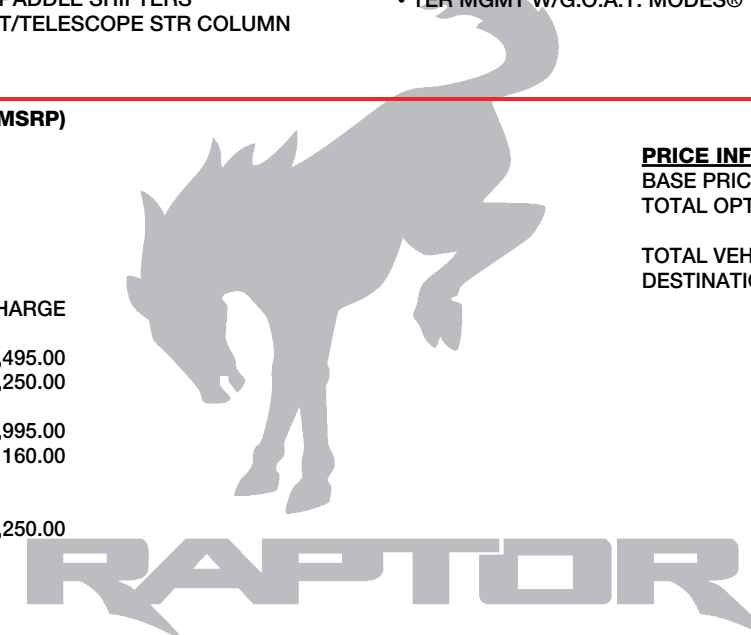 PADDLE SHIFTERS
T/TELESCOPE STR COLUMN
• TER MGMT W/G.O.A.T. MODES®
MSRP)
HARGE
,495.00
,250.00
,995.00
160.00
,250.00
PRICE INF
BASE PRIC
TOTAL OPT
TOTAL VEH
DESTINATI
RAPTOR